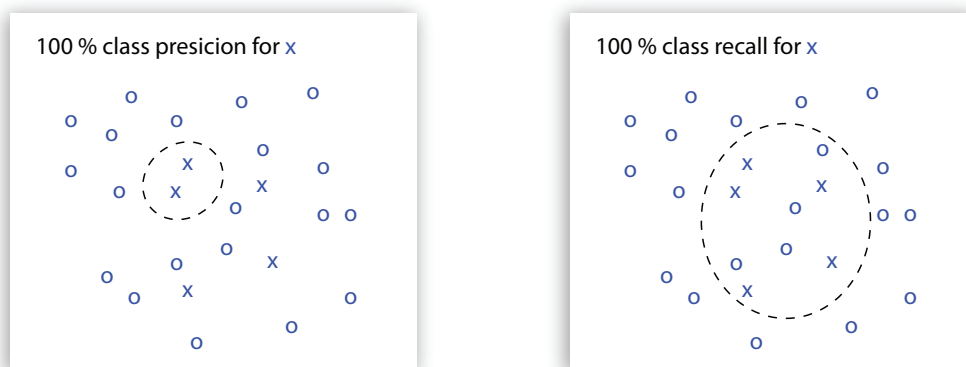 100 % class presicion for x
100 % class recall for x